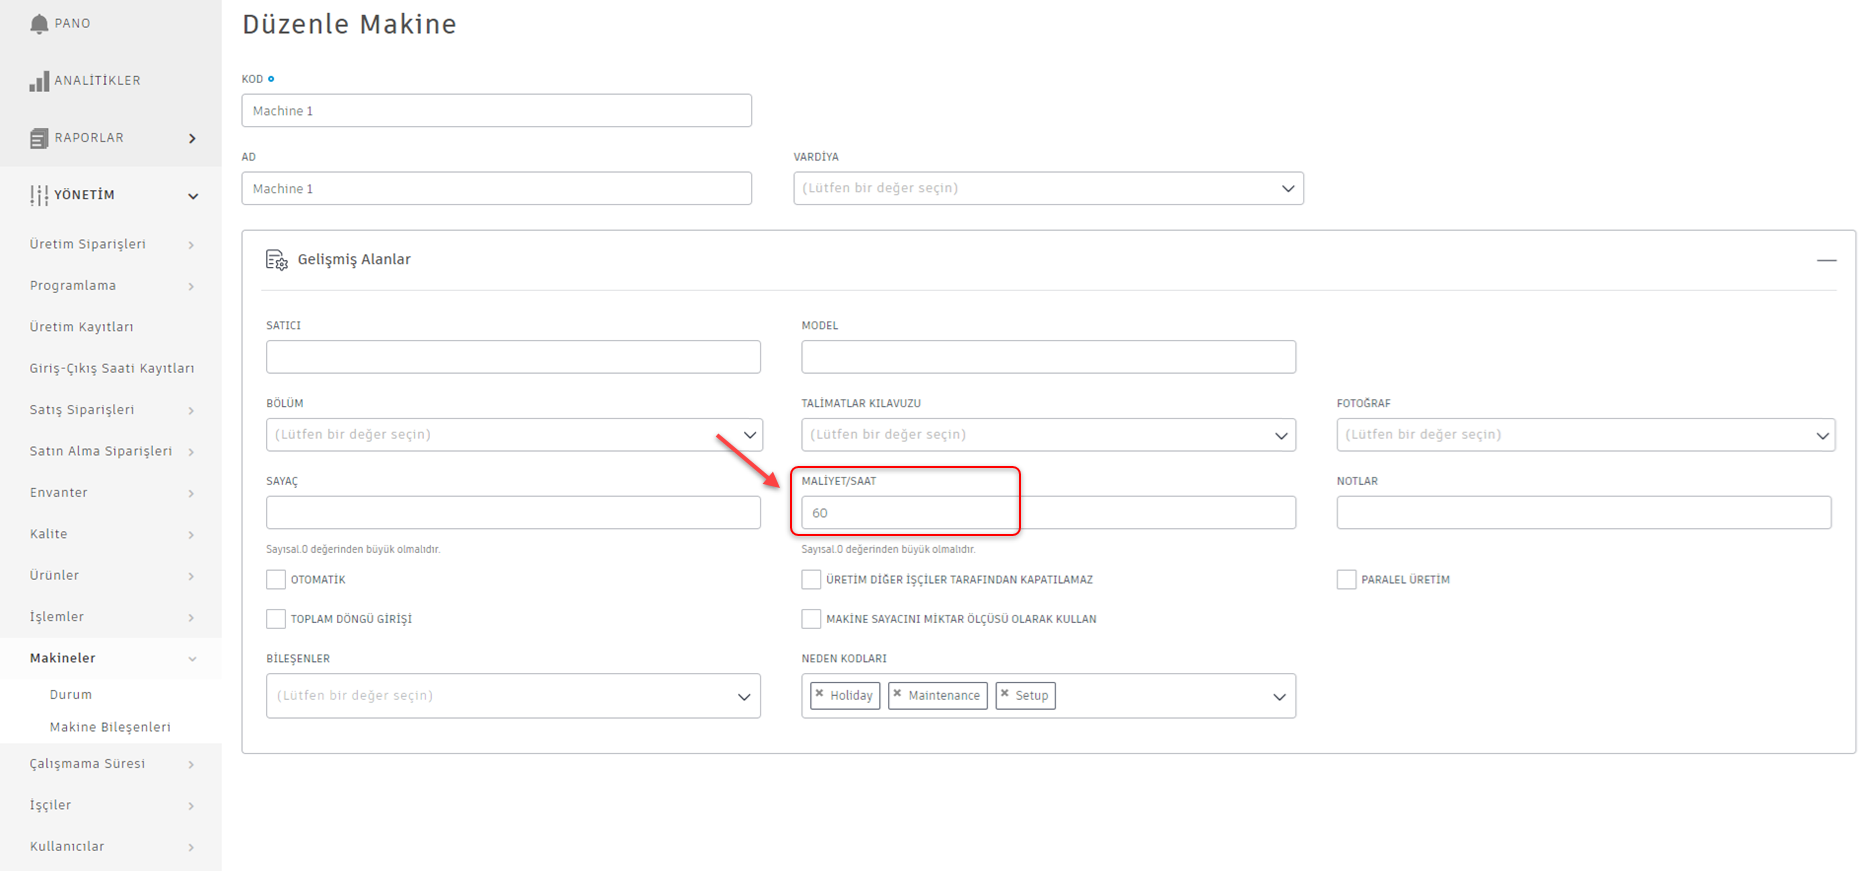 PANO
ANALİTİKLER
RAPORLAR
YÖNETİM
Üretim Siparişleri
Programlama
Üretim Kayıtları
Giriş-Çıkış Saati Kayıtları
Satış Siparişleri
Satın Alma Siparişleri
Envanter
Kalite
Ürünler
İşlemler
Makineler
Durum
Makine Bileşenleri
Çalışmama Süresi
İşçiler
Kullanıcılar
Düzenle Makine
KOD
Machine 1
AD
Machine 1
VARDİYA
(Lütfen bir değer seçin)
Gelişmiş Alanlar
SATICI
MODEL
BÖLÜM
(Lütfen bir değer seçin)
TALİMATLAR KILAVUZU
(Lütfen bir değer seçin)
FOTOĞRAF
(Lütfen bir değer seçin)
SAYAÇ
Sayısal.0 değerinden büyük olmalıdır.
MALİYET/SAAT
60
Sayısal.0 değerinden büyük olmalıdır.
NOTLAR
OTOMATİK
ÜRETİM DİĞER İŞÇİLER TARAFINDAN KAPATILAMAZ
PARALEL ÜRETİM
TOPLAM DÖNGÜ GİRİŞİ
MAKİNE SAYACINI MİKTAR ÖLÇÜSÜ OLARAK KULLAN
BİLEŞENLER
(Lütfen bir değer seçin)
NEDEN KODLARI
× Holiday × Maintenance × Setup